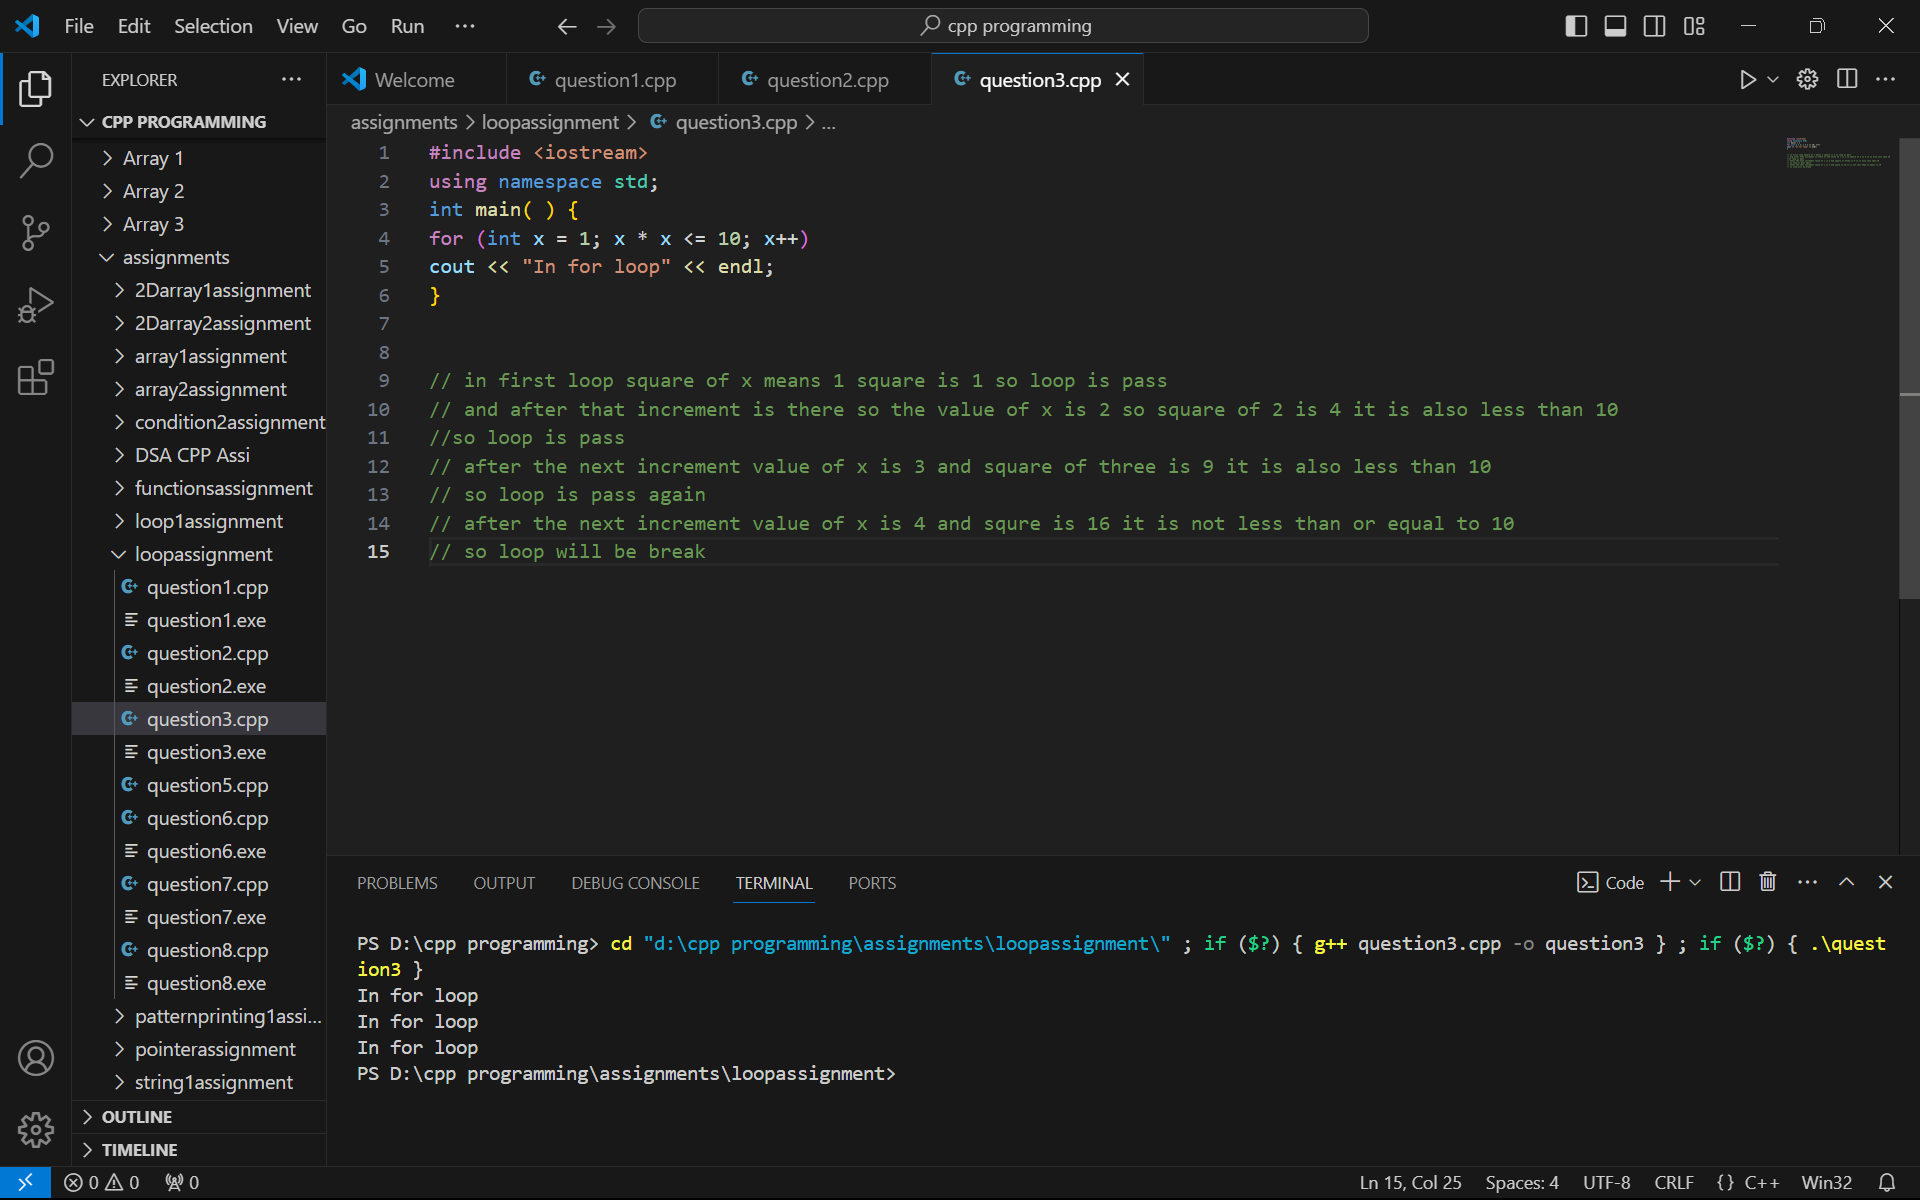 File Edit Selection View Go Run ··· cpp programming
EXPLORER ···
Welcome question1.cpp question2.cpp question3.cpp
CPP PROGRAMMING
Array 1
Array 2
Array 3
assignments
2Darray1assignment
2Darray2assignment
array1assignment
array2assignment
condition2assignment
DSA CPP Assi
functionsassignment
loop1assignment
loopassignment
question1.cpp
question1.exe
question2.cpp
question2.exe
question3.cpp
question3.exe
question5.cpp
question6.cpp
question6.exe
question7.cpp
question7.exe
question8.cpp
question8.exe
patternprinting1assi...
pointerassignment
string1assignment
OUTLINE
TIMELINE
assignments > loopassignment > question3.cpp > ...
1 #include <iostream>
2 using namespace std;
3 int main( ) {
4 for (int x = 1; x * x <= 10; x++)
5 cout << "In for loop" << endl;
6 }
7
8
9 // in first loop square of x means 1 square is 1 so loop is pass
10 // and after that increment is there so the value of x is 2 so square of 2 is 4 it is also less than 10
11 //so loop is pass
12 // after the next increment value of x is 3 and square of three is 9 it is also less than 10
13 // so loop is pass again
14 // after the next increment value of x is 4 and squre is 16 it is not less than or equal to 10
15 // so loop will be break
PROBLEMS OUTPUT DEBUG CONSOLE TERMINAL PORTS Code
PS D:\cpp programming> cd "d:\cpp programming\assignments\loopassignment\" ; if ($?) { g++ question3.cpp -o question3 } ; if ($?) { .\quest
ion3 }
In for loop
In for loop
In for loop
PS D:\cpp programming\assignments\loopassignment>
0 0 0 Ln 15, Col 25 Spaces: 4 UTF-8 CRLF {} C++ Win32